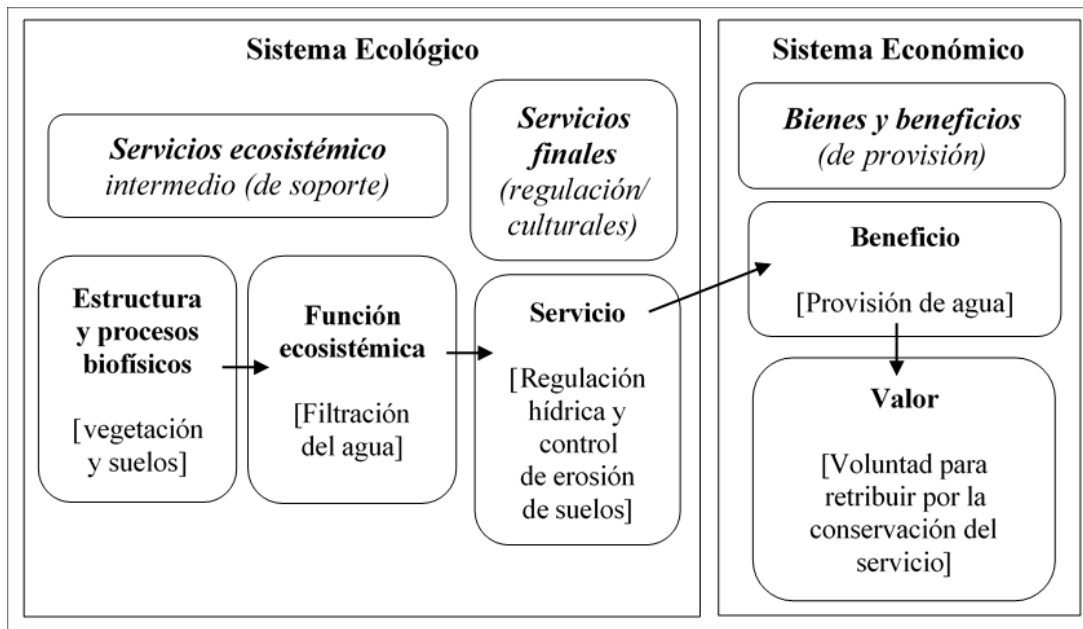 Sistema Ecológico
Servicios ecosistémico
intermedio (de soporte)
Servicios
finales
(regulación/
culturales)
Estructura
y procesos
biofísicos
[vegetación
y suelos]
Función
ecosistémica
[Filtración
del agua]
Servicio
[Regulación
hídrica y
control
de erosión
de suelos]
Sistema Económico
Bienes y beneficios
(de provisión)
Beneficio
[Provisión de agua]
Valor
[Voluntad para
retribuir por la
conservación del
servicio]